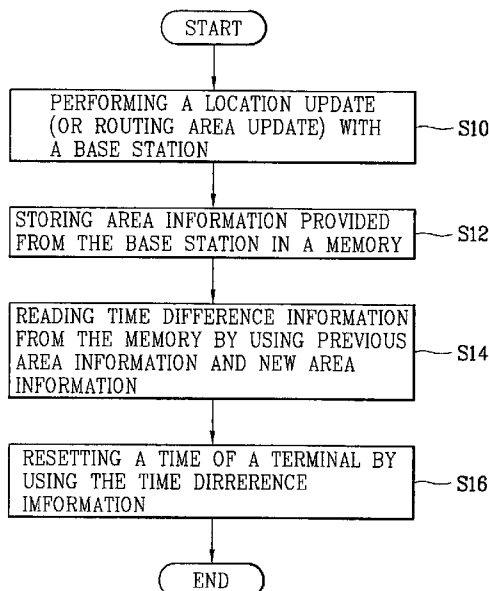 START
PERFORMING A LOCATION UPDATE
(OR ROUTING AREA UPDATE) WITH
A BASE STATION
S10
STORING AREA INFORMATION PROVIDED
FROM THE BASE STATION IN A MEMORY
S12
READING TIME DIFFERENCE INFORMATION
FROM THE MEMORY BY USING PREVIOUS
AREA INFORMATION AND NEW AREA
INFORMATION
S14
RESETTING A TIME OF A TERMINAL BY
USING THE TIME DIRRERENCE
IMFORMATION
S16
END